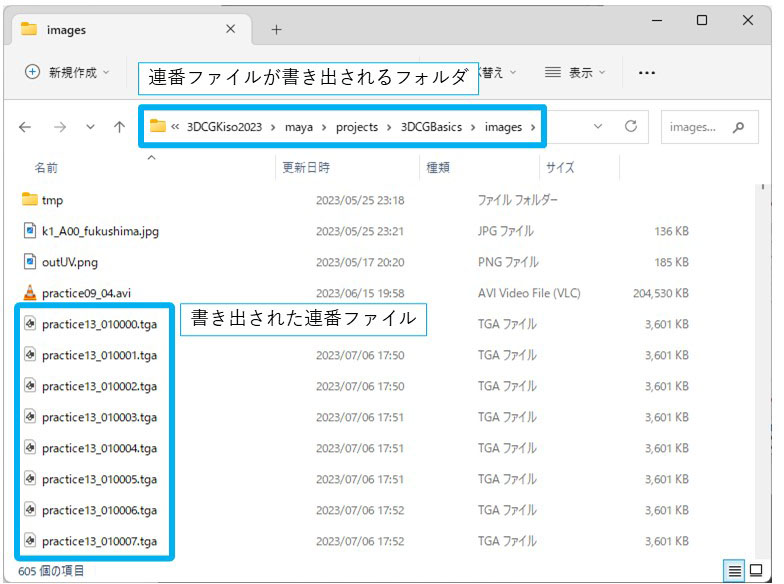 images
新規作成
連番ファイルが書き出されるフォルダ
替え
表示
« 3DCGKiso2023 › maya › projects › 3DCGBasics › images ›
images...
名前 更新日時 種類 サイズ
tmp 2023/05/25 23:18 ファイル フォルダー
k1_A00_fukushima.jpg 2023/05/25 23:21 JPG ファイル 136 KB
outUV.png 2023/05/17 20:20 PNG ファイル 185 KB
practice09_04.avi 2023/06/15 19:58 AVI Video File (VLC) 204,530 KB
書き出された連番ファイル
practice13_010000.tga TGA ファイル 3,601 KB
practice13_010001.tga 2023/07/06 17:50 TGA ファイル 3,601 KB
practice13_010002.tga 2023/07/06 17:50 TGA ファイル 3,601 KB
practice13_010003.tga 2023/07/06 17:51 TGA ファイル 3,601 KB
practice13_010004.tga 2023/07/06 17:51 TGA ファイル 3,601 KB
practice13_010005.tga 2023/07/06 17:51 TGA ファイル 3,601 KB
practice13_010006.tga 2023/07/06 17:52 TGA ファイル 3,601 KB
practice13_010007.tga 2023/07/06 17:52 TGA ファイル 3,601 KB
605 個の項目